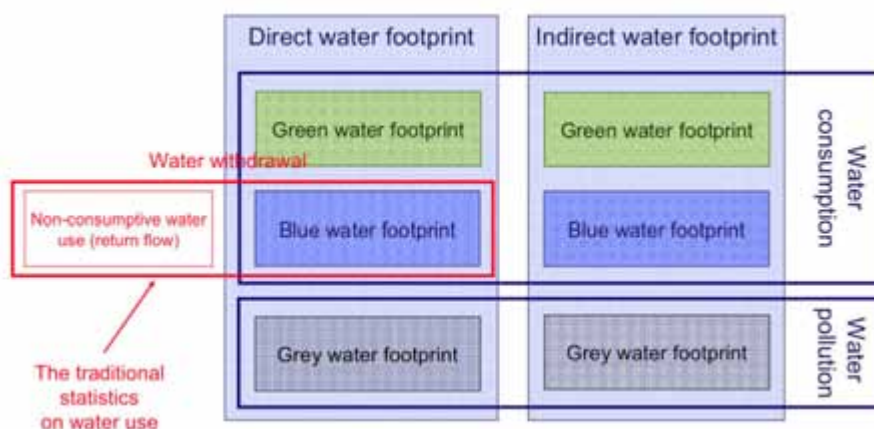 Direct water footprint
Indirect water footprint
Green water footprint
Green water footprint
Water withdrawal
Non-consumptive water
use (return flow)
Blue water footprint
Blue water footprint
Water
consumption
Grey water footprint
Grey water footprint
Water
pollution
The traditional
statistics
on water use